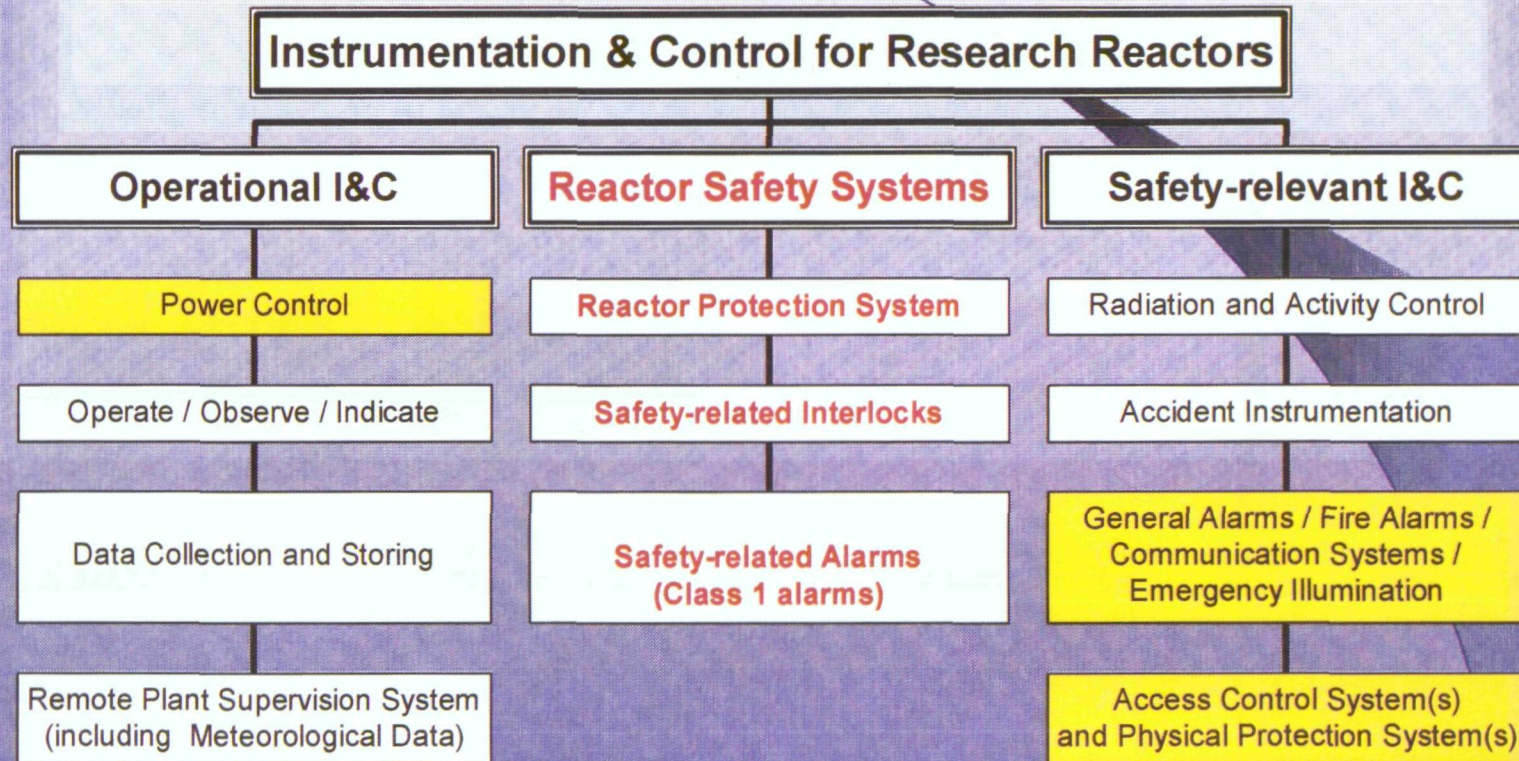 Instrumentation & Control for Research Reactors
Operational I&C
Reactor Safety Systems
Safety-relevant I&C
Power Control
Reactor Protection System
Radiation and Activity Control
Operate / Observe / Indicate
Safety-related Interlocks
Accident Instrumentation
Data Collection and Storing
Safety-related Alarms
(Class 1 alarms)
General Alarms / Fire Alarms /
Communication Systems /
Emergency Illumination
Remote Plant Supervision System
(including Meteorological Data)
Access Control System(s)
and Physical Protection System(s)